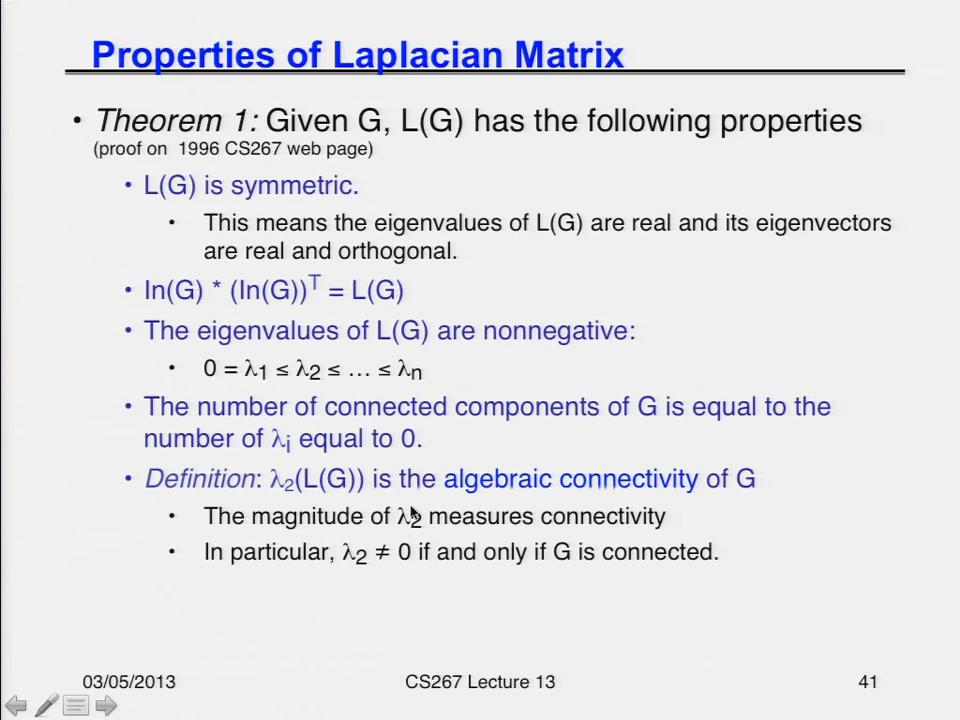 Properties of Laplacian Matrix
• Theorem 1: Given G, L(G) has the following properties
(proof on 1996 CS267 web page)
• L(G) is symmetric.
• This means the eigenvalues of L(G) are real and its eigenvectors
are real and orthogonal.
• In(G) * (In(G))ᵀ = L(G)
• The eigenvalues of L(G) are nonnegative:
• 0 = λ₁ ≤ λ₂ ≤ … ≤ λₙ
• The number of connected components of G is equal to the
number of λᵢ equal to 0.
• Definition: λ₂(L(G)) is the algebraic connectivity of G
• The magnitude of λ₂ measures connectivity
• In particular, λ₂ ≠ 0 if and only if G is connected.
03/05/2013 CS267 Lecture 13 41